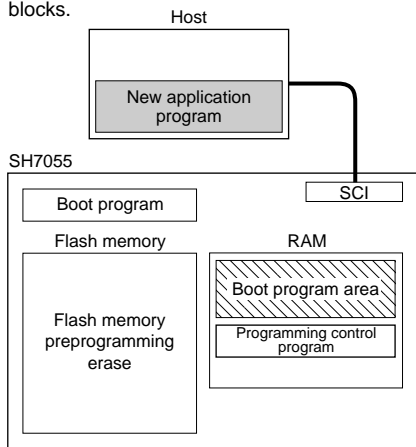 blocks.
Host
New application
program
SH7055
SCI
Boot program
Flash memory
RAM
Boot program area
Flash memory
preprogramming
erase
Programming control
program